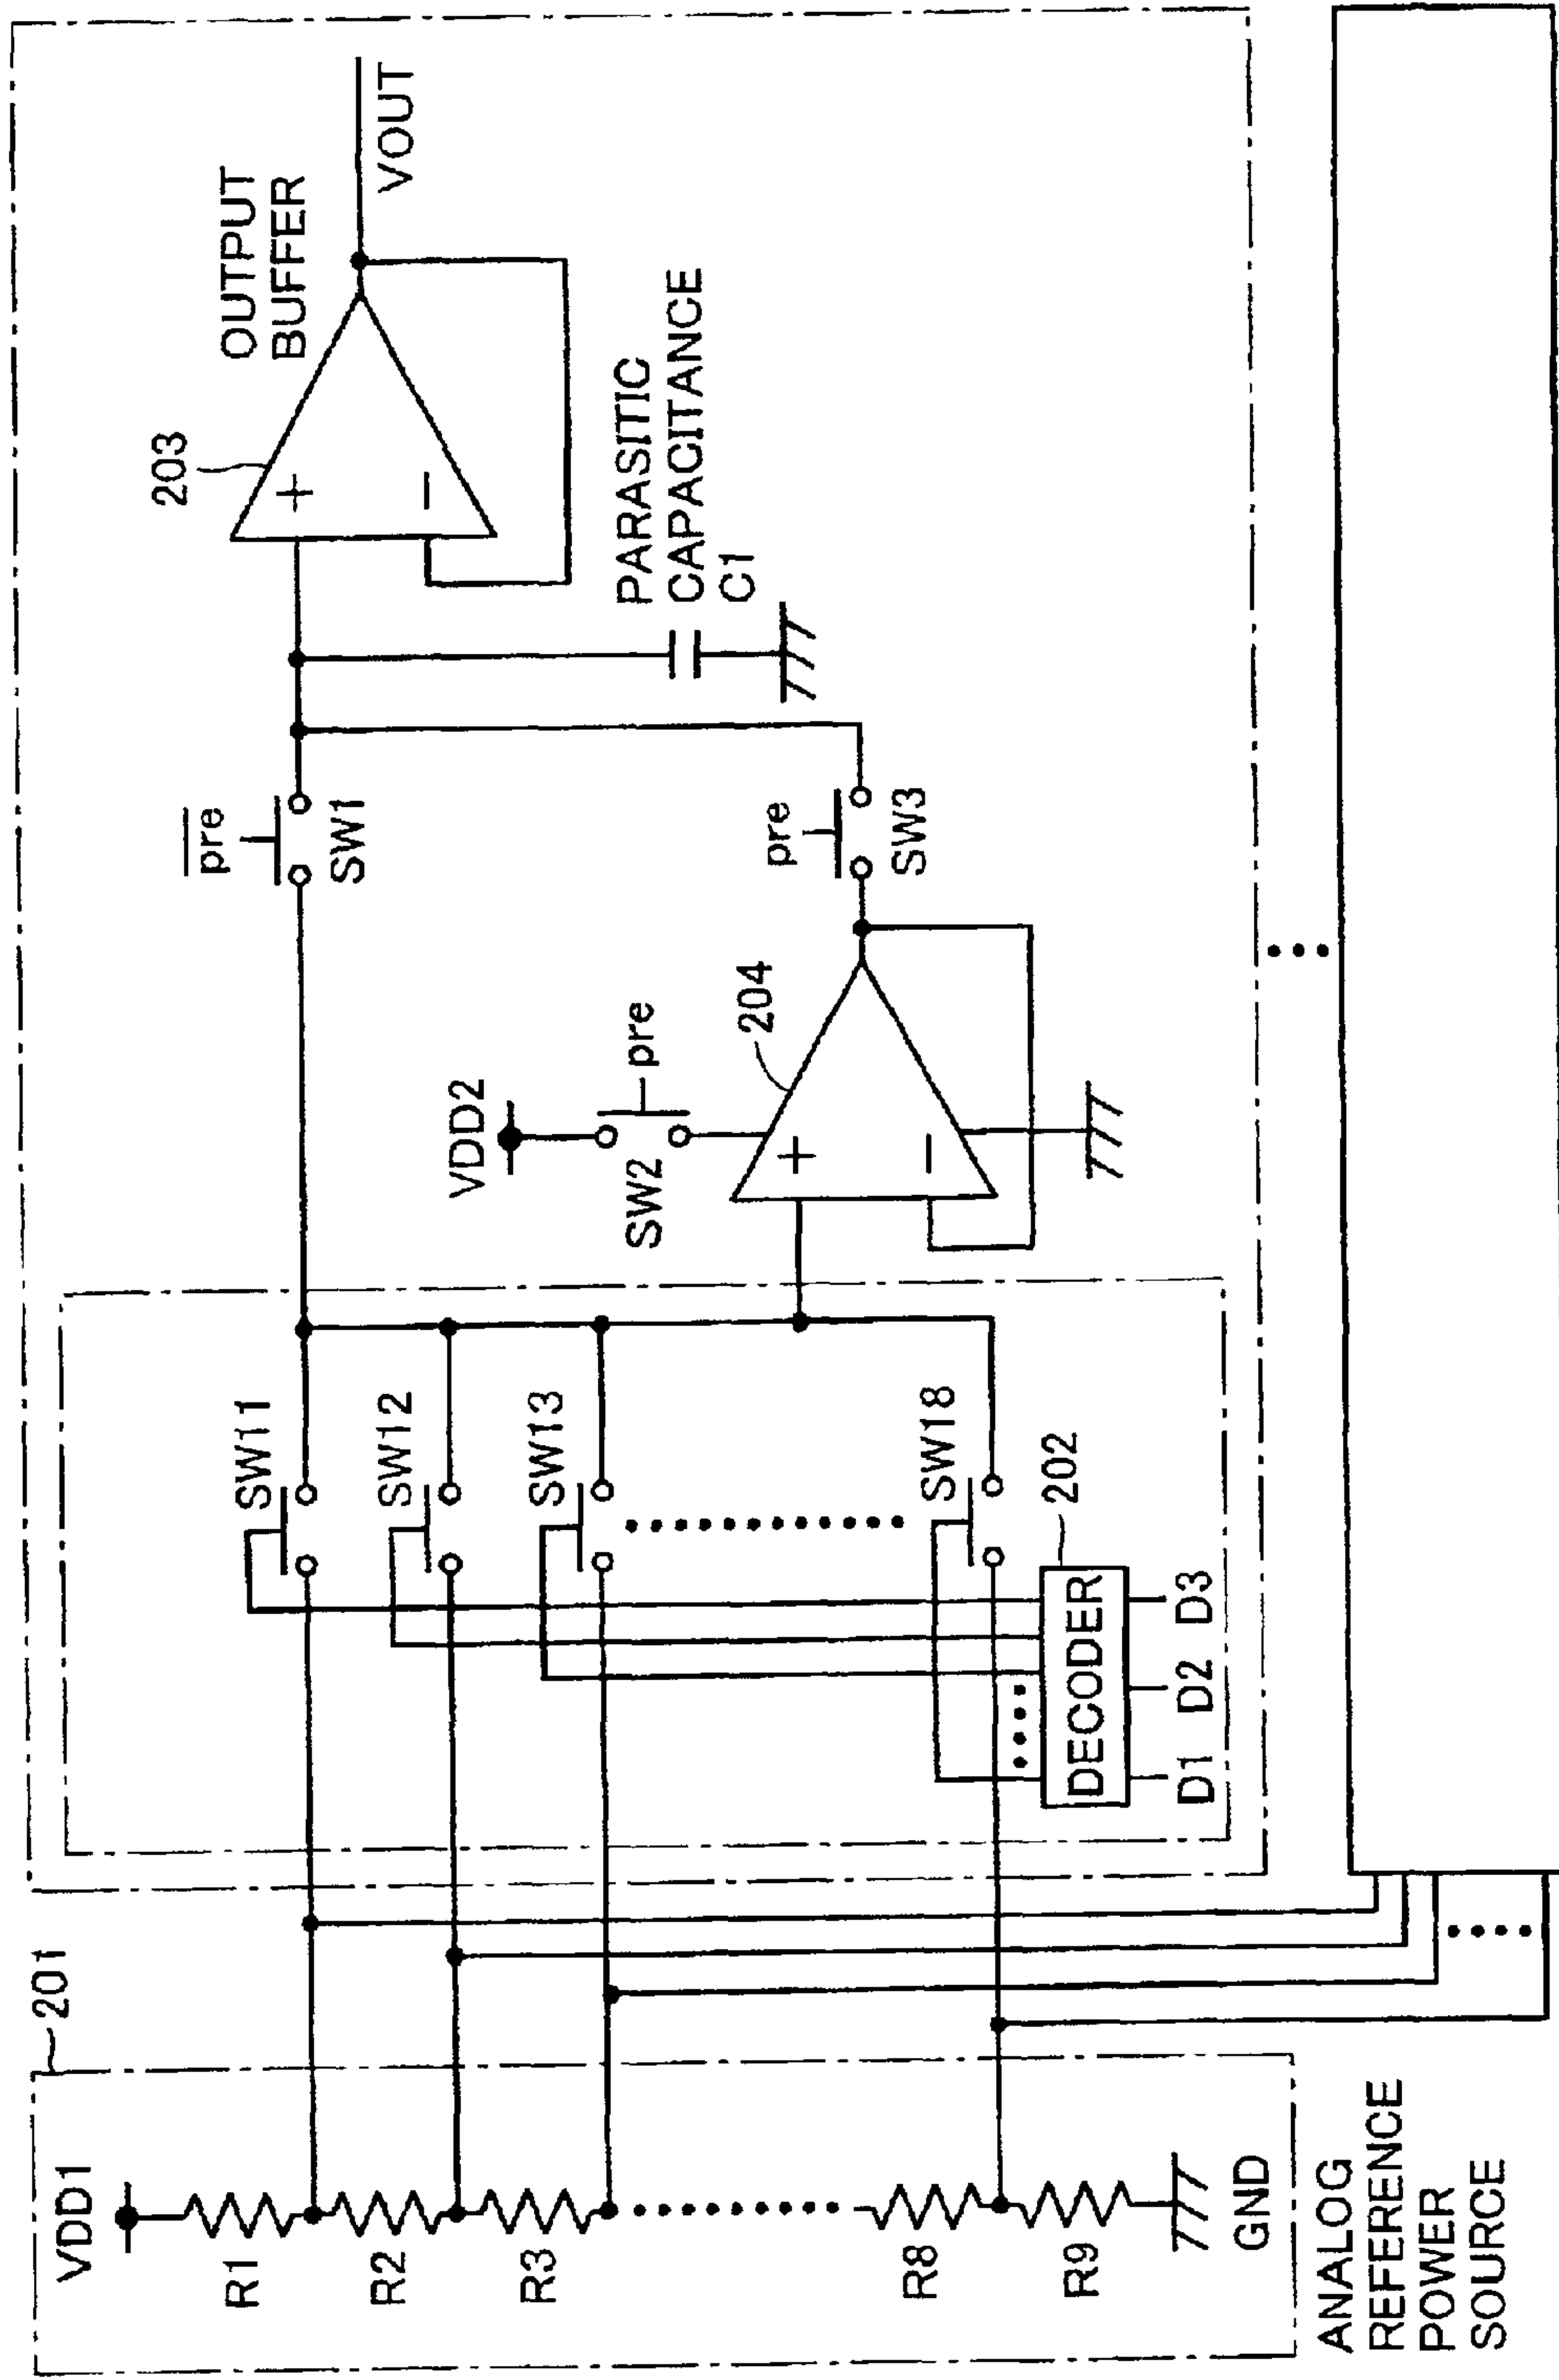 201
VDD1
R1
R2
R3
R8
R9
GND
ANALOG
REFERENCE
POWER
SOURCE
SW11
SW12
SW13
SW18
202
DECODER
D1 D2 D3
VDD2
SW2
pre
204
+
−
pre
SW1
pre
SW3
203
+
−
OUTPUT
BUFFER
VOUT
PARASITIC
CAPACITANCE
C1